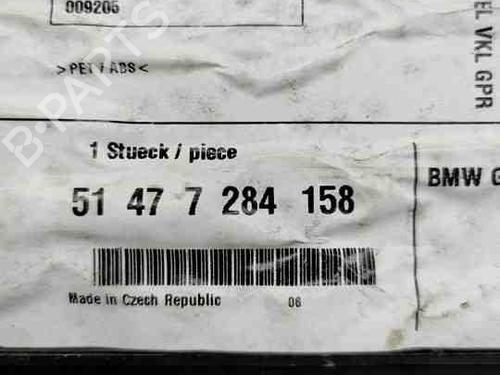 009205
>PET / ABS<
EL VKL GPR
B-PARTS
1 Stueck / piece
51 47 7 284 158
BMW G
Made in Czech Republic 06